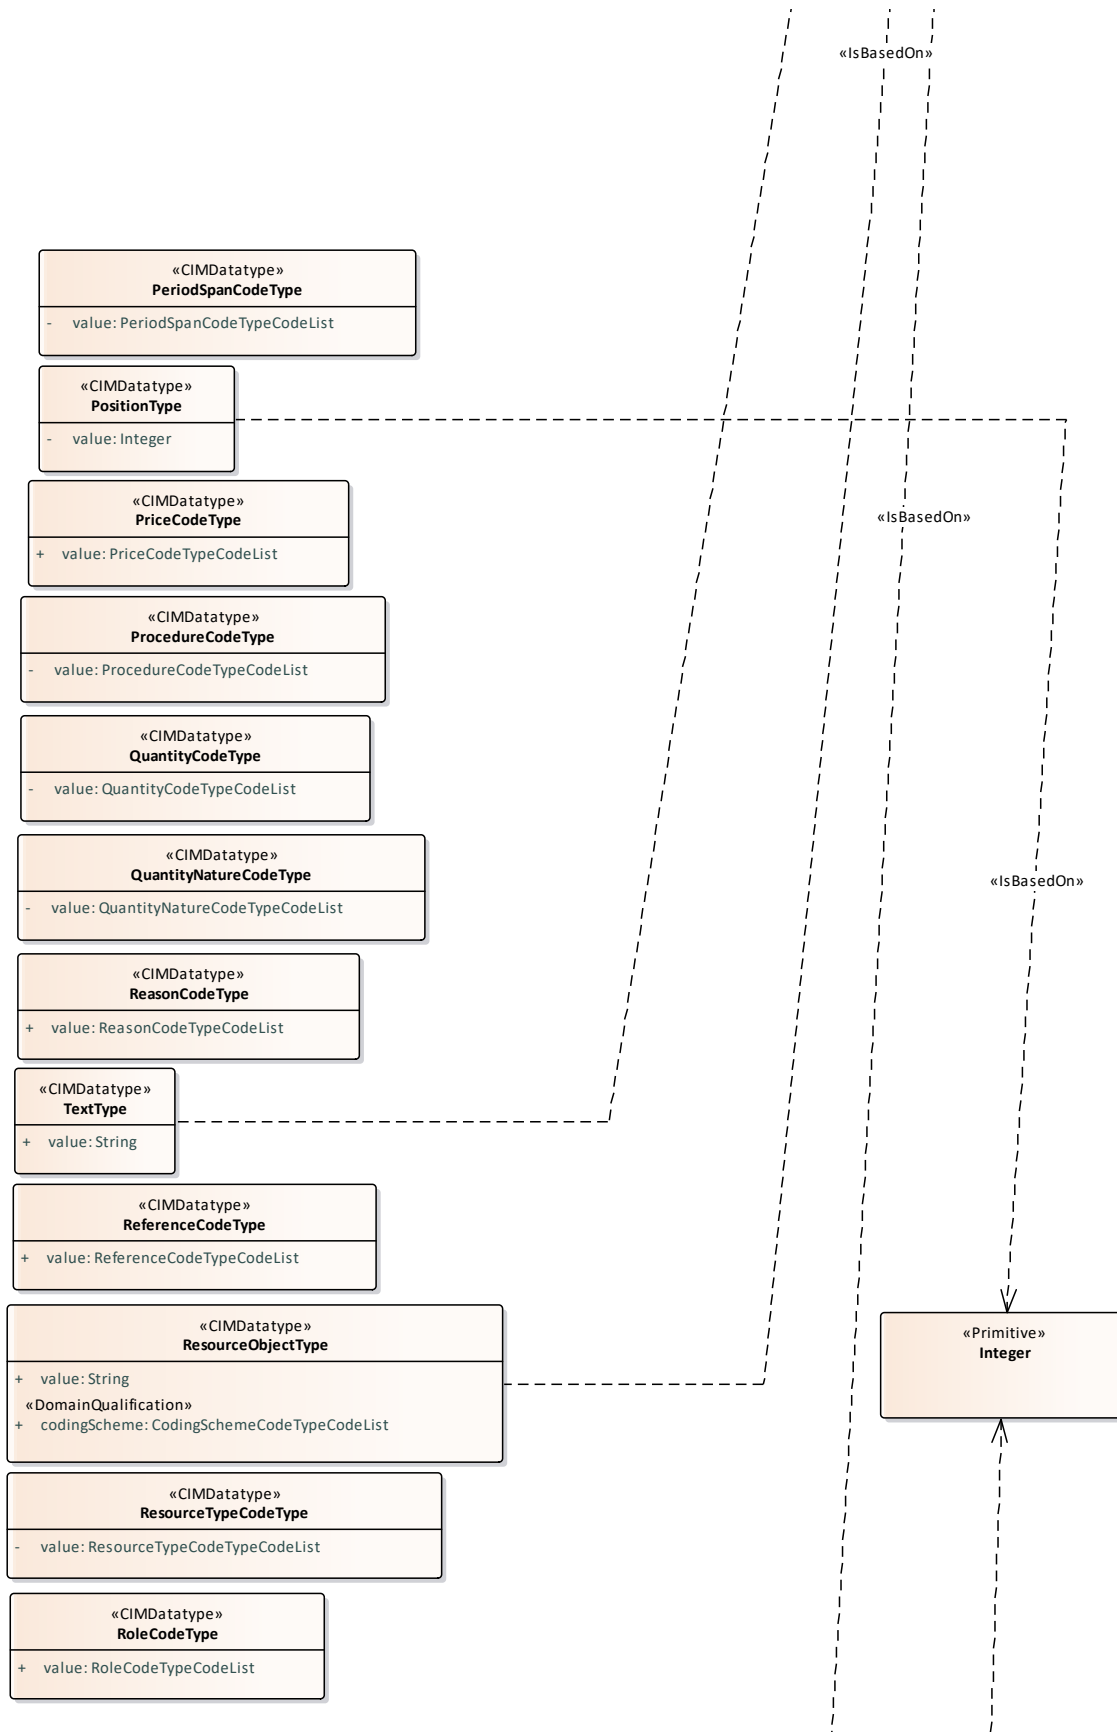 «IsBasedOn»
«CIMDatatype»
PeriodSpanCodeType
- value: PeriodSpanCodeTypeCodeList
«CIMDatatype»
PositionType
- value: Integer
«CIMDatatype»
PriceCodeType
+ value: PriceCodeTypeCodeList
«IsBasedOn»
«CIMDatatype»
ProcedureCodeType
- value: ProcedureCodeTypeCodeList
«CIMDatatype»
QuantityCodeType
- value: QuantityCodeTypeCodeList
«CIMDatatype»
QuantityNatureCodeType
- value: QuantityNatureCodeTypeCodeList
«IsBasedOn»
«CIMDatatype»
ReasonCodeType
+ value: ReasonCodeTypeCodeList
«CIMDatatype»
TextType
+ value: String
«CIMDatatype»
ReferenceCodeType
+ value: ReferenceCodeTypeCodeList
«CIMDatatype»
ResourceObjectType
+ value: String
«DomainQualification»
+ codingScheme: CodingSchemeCodeTypeCodeList
«Primitive»
Integer
«CIMDatatype»
ResourceTypeCodeType
- value: ResourceTypeCodeTypeCodeList
«CIMDatatype»
RoleCodeType
+ value: RoleCodeTypeCodeList